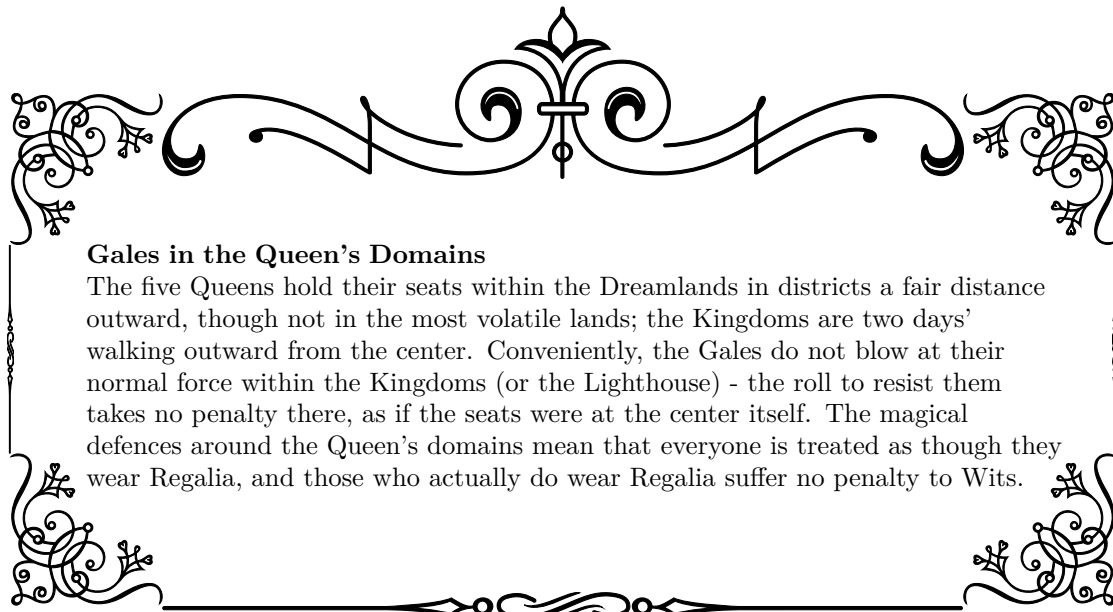 Gales in the Queen's Domains
The five Queens hold their seats within the Dreamlands in districts a fair distance
outward, though not in the most volatile lands; the Kingdoms are two days'
walking outward from the center. Conveniently, the Gales do not blow at their
normal force within the Kingdoms (or the Lighthouse) - the roll to resist them
takes no penalty there, as if the seats were at the center itself. The magical
defences around the Queen's domains mean that everyone is treated as though they
wear Regalia, and those who actually do wear Regalia suffer no penalty to Wits.